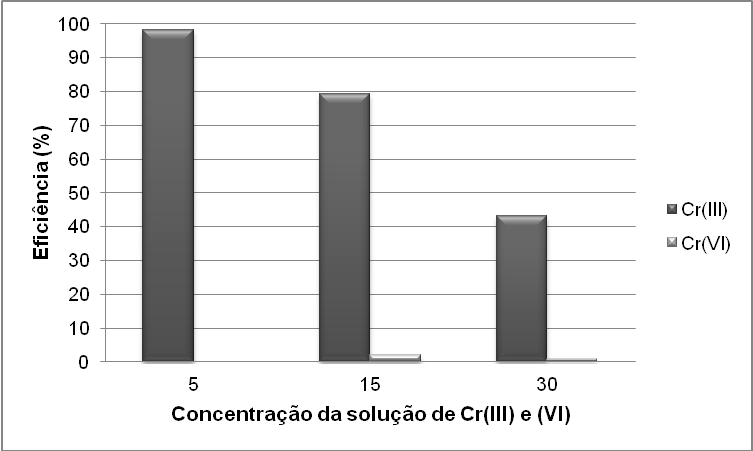 100
90
80
70
60
50
40
30
20
10
0
Eficiência (%)
5 15 30
Concentração da solução de Cr(III) e (VI)
Cr(III)
Cr(VI)